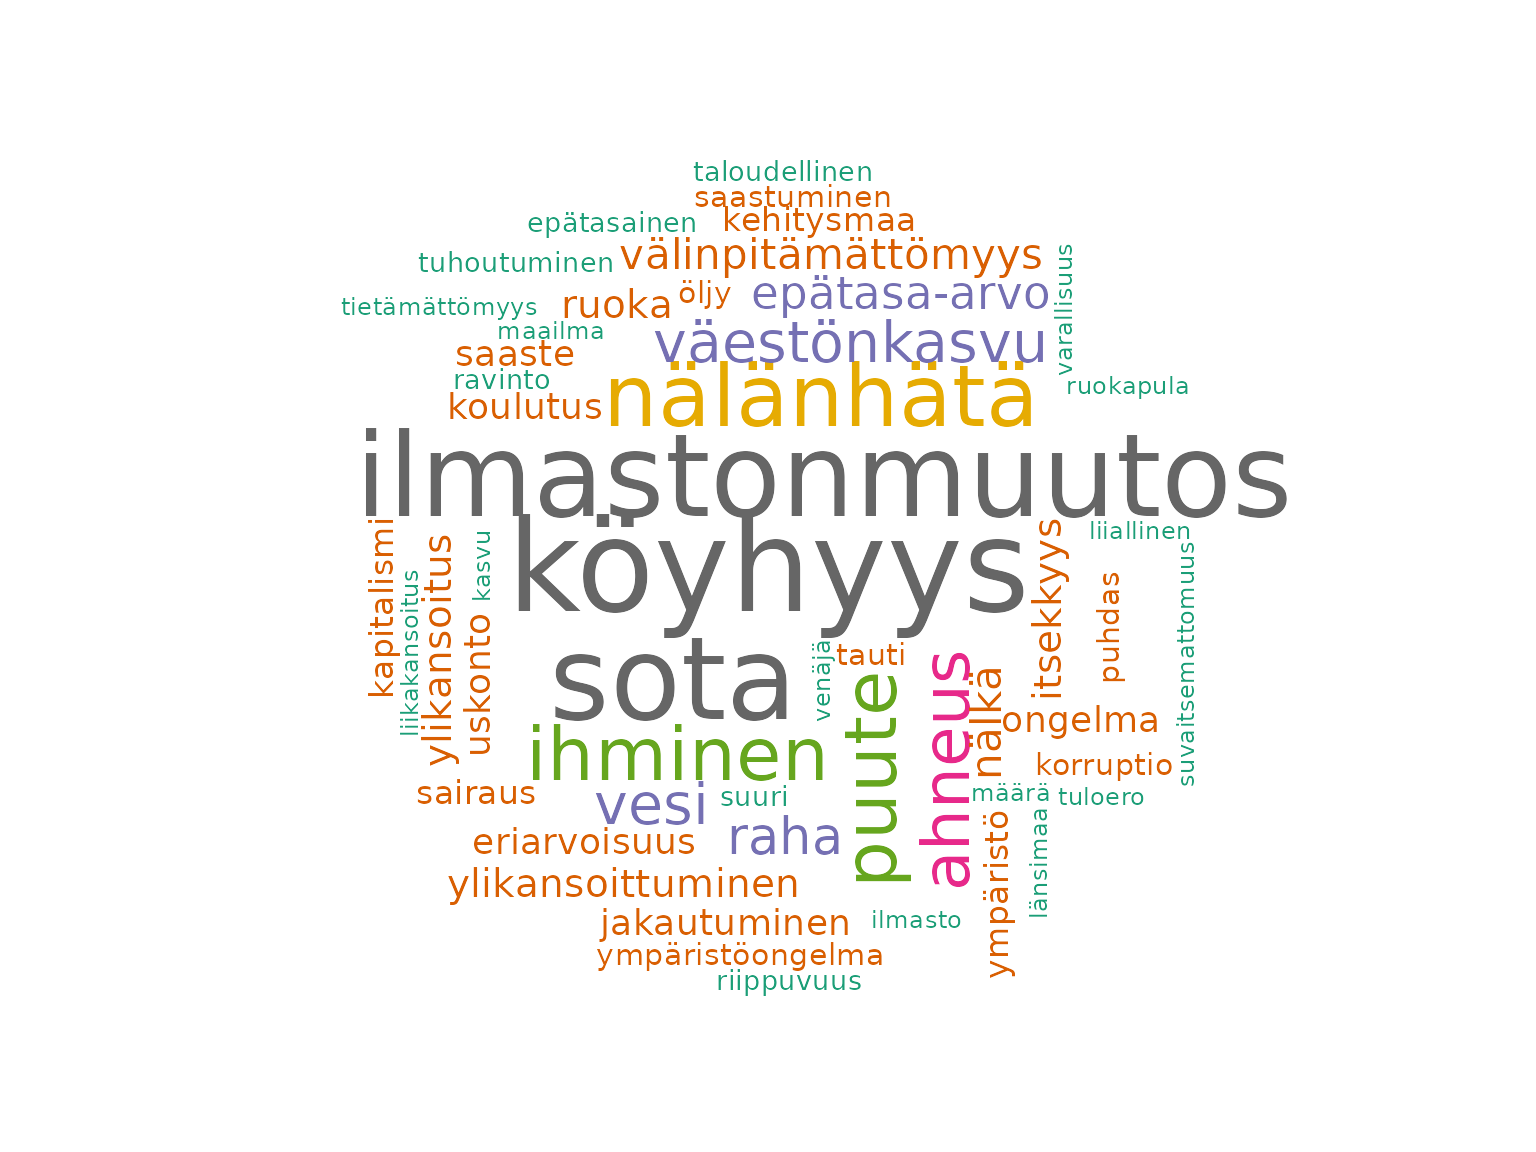 taloudellinen
saastuminen
epätasainen
kehitysmaa
tuhoutuminen
välinpitämättömyys
varallisuus
tietämättömyys
ruoka
öljy
epätasa-arvo
maailma
väestönkasvu
saaste
ravinto
nälänhätä
ruokapula
koulutus
ilmastonmuutos
köyhyys
kapitalismi
liikakansoitus
ylikansoitus
kasvu
uskonto
itsekkyys
liiallinen
puhdas
suvaitsemattomuus
sota
venäjä
tauti
puute
ahneus
nälkä
ongelma
ihminen
korruptio
sairaus
vesi
suuri
määrä
tuloero
eriarvoisuus
raha
ympäristö
länsimaa
ylikansoittuminen
jakautuminen
ilmasto
ympäristöongelma
riippuvuus